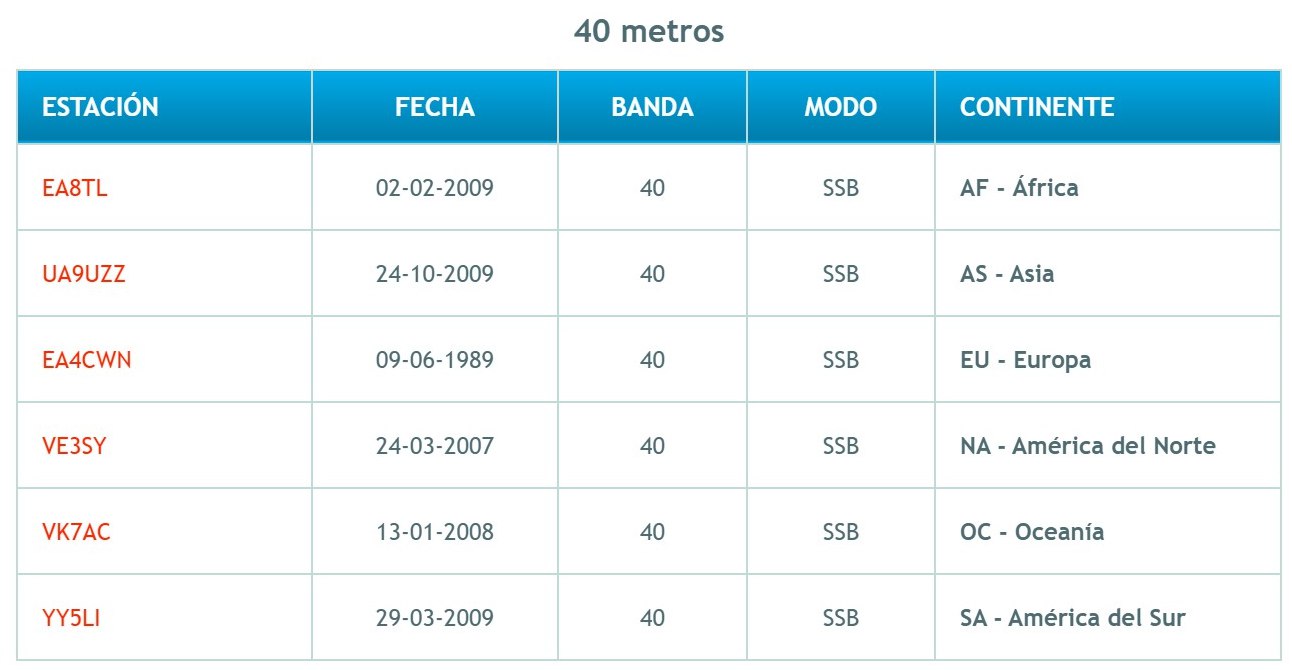 40 metros
ESTACIÓN FECHA BANDA MODO CONTINENTE
EA8TL 02-02-2009 40 SSB AF - África
UA9UZZ 24-10-2009 40 SSB AS - Asia
EA4CWN 09-06-1989 40 SSB EU - Europa
VE3SY 24-03-2007 40 SSB NA - América del Norte
VK7AC 13-01-2008 40 SSB OC - Oceanía
YY5LI 29-03-2009 40 SSB SA - América del Sur